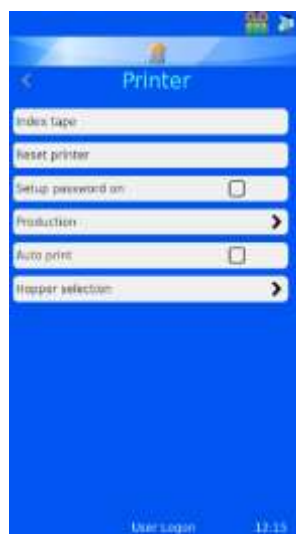 Printer
Index tape
Reset printer
Setup password on
Production
Auto print
Hopper selection
User Logon 12:15